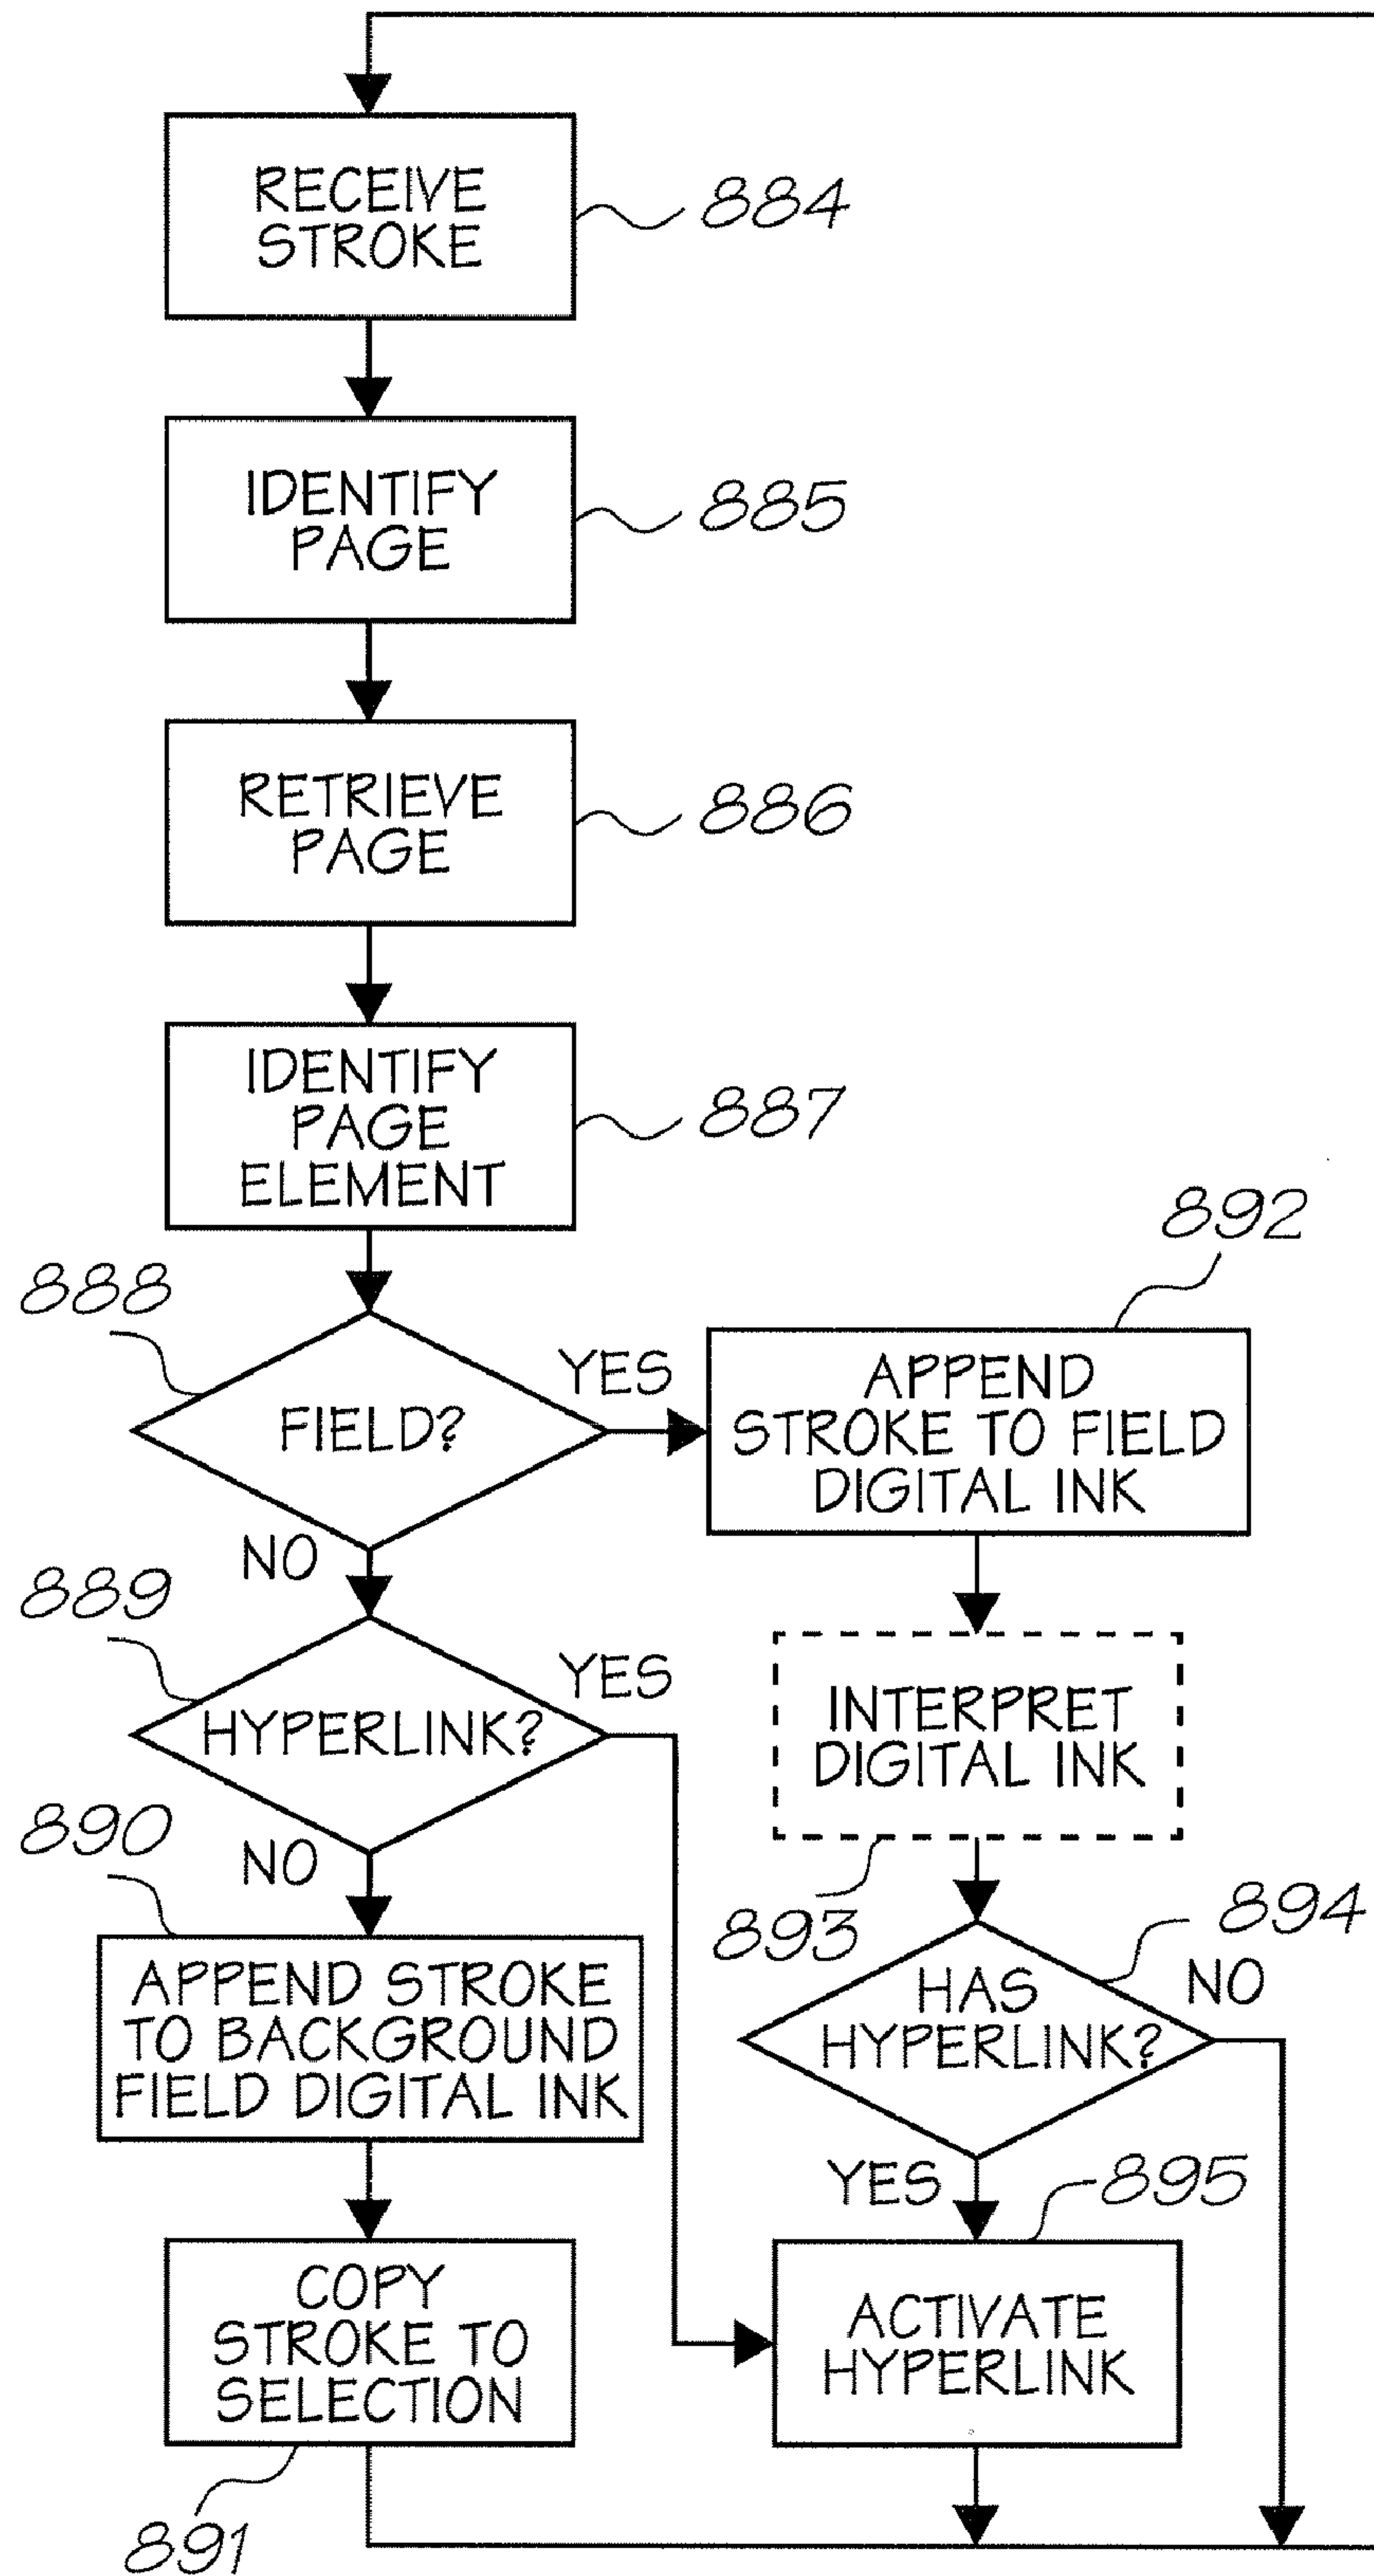 RECEIVE
STROKE
884
IDENTIFY
PAGE
885
RETRIEVE
PAGE
886
IDENTIFY
PAGE
ELEMENT
887
888
FIELD?
YES
NO
892
APPEND
STROKE TO FIELD
DIGITAL INK
889
HYPERLINK?
YES
NO
INTERPRET
DIGITAL INK
893
890
APPEND STROKE
TO BACKGROUND
FIELD DIGITAL INK
894
HAS
HYPERLINK?
NO
YES
895
COPY
STROKE TO
SELECTION
891
ACTIVATE
HYPERLINK